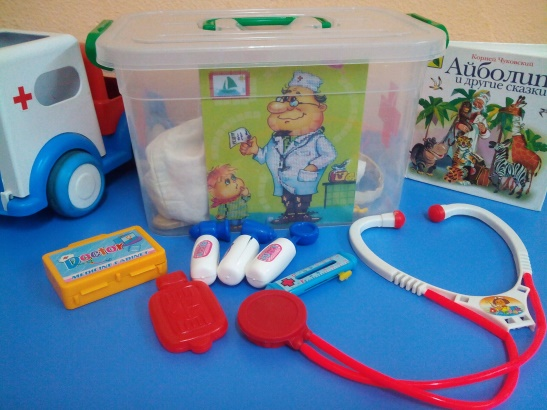 Корней Чуковский
Айболит
и другие сказки
Doctor
MEDICINE CABINET